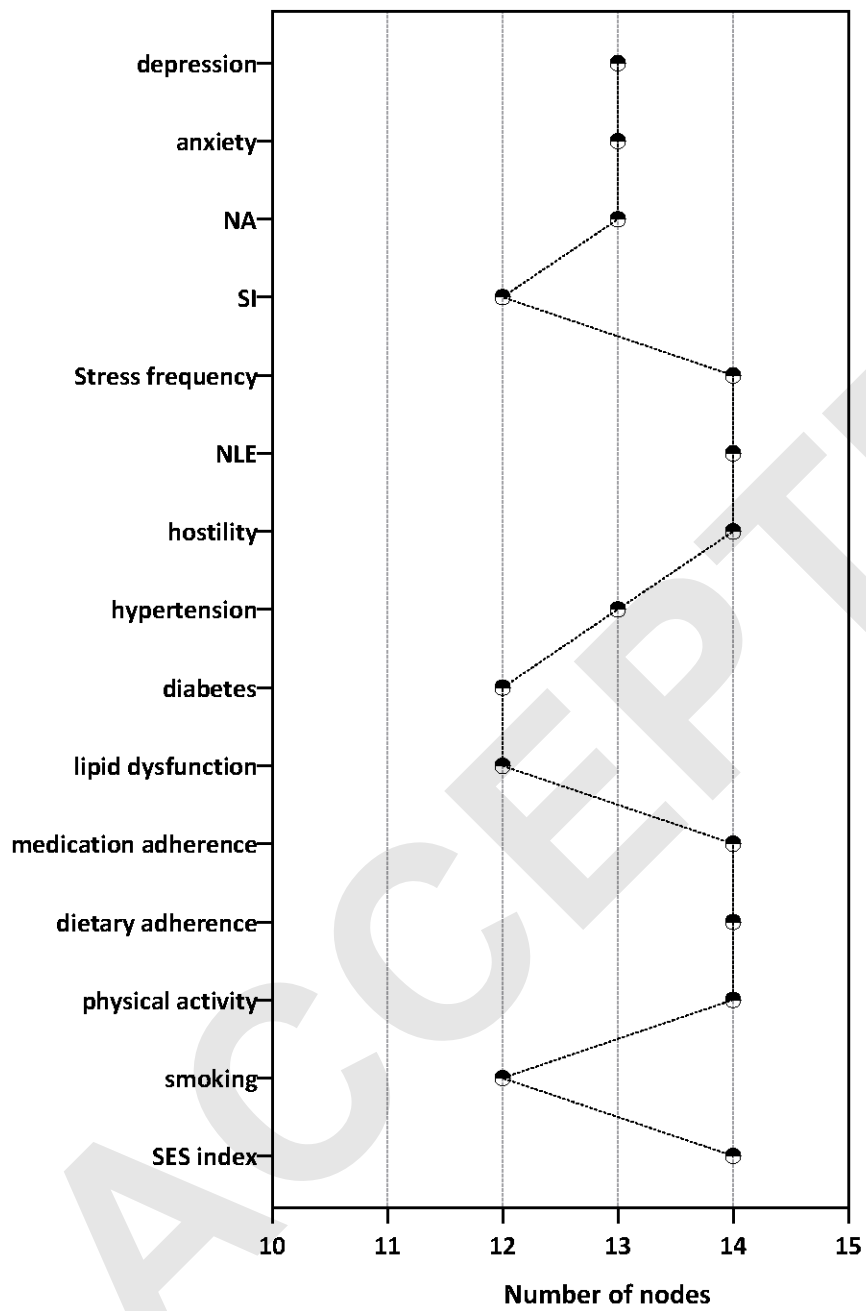 depression
anxiety
NA
SI
Stress frequency
NLE
hostility
hypertension
diabetes
lipid dysfunction
medication adherence
dietary adherence
physical activity
smoking
SES index
10 11 12 13 14 15
Number of nodes
ACCEPT